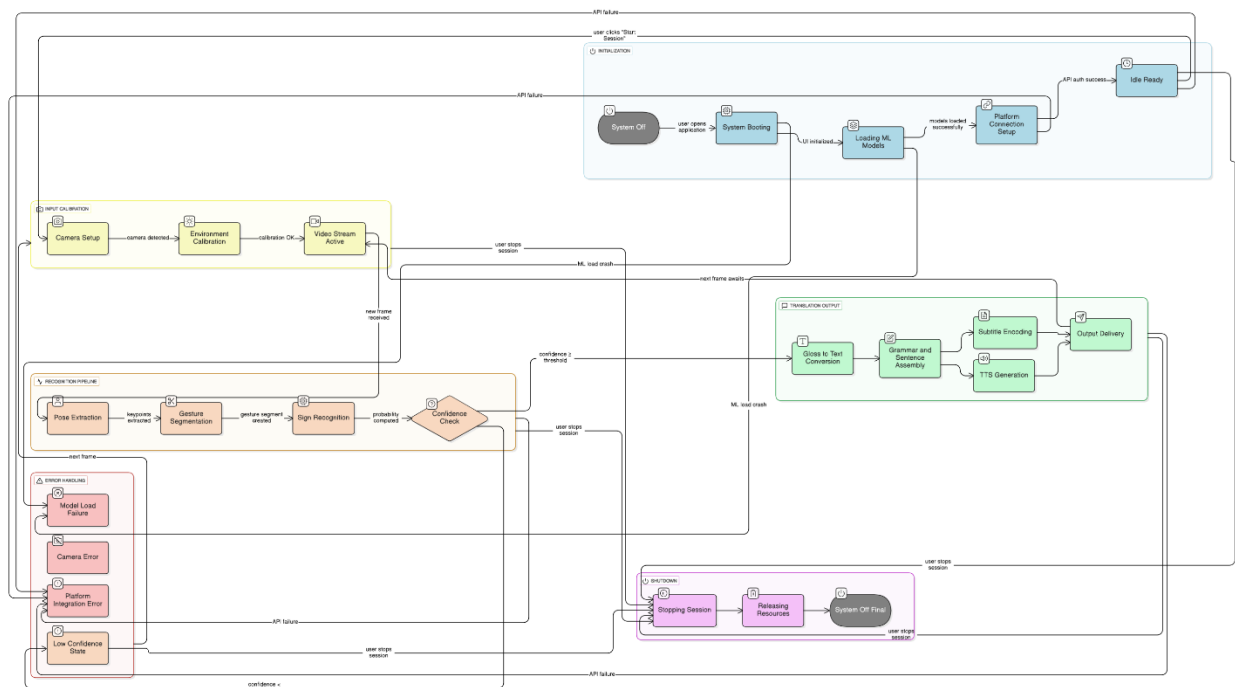 API failure
user clicks "Start
Session"
INITIALIZATION
Idle Ready
API auth success
API failure
System Off
user opens
application
System Booting
UI initialized
Loading ML
Models
models loaded
successfully
Platform
Connection
Setup
INPUT CALIBRATION
Camera Setup
camera detected
Environment
Calibration
calibration OK
Video Stream
Active
user stops
session
ML load crash
next frame awaits
new frame
received
TRANSLATION OUTPUT
Gloss to Text
Conversion
Grammar and
Sentence
Assembly
Subtitle Encoding
TTS Generation
Output Delivery
confidence ≥
threshold
RECOGNITION PIPELINE
Pose Extraction
keypoints
extracted
Gesture
Segmentation
gesture segment
created
Sign Recognition
probability
computed
Confidence
Check
ML load crash
user stops
session
next frame
ERROR HANDLING
Model Load
Failure
Camera Error
Platform
Integration Error
API failure
Low Confidence
State
user stops
session
user stops
session
SHUTDOWN
Stopping Session
Releasing
Resources
System Off Final
user stops
session
API failure
confidence <